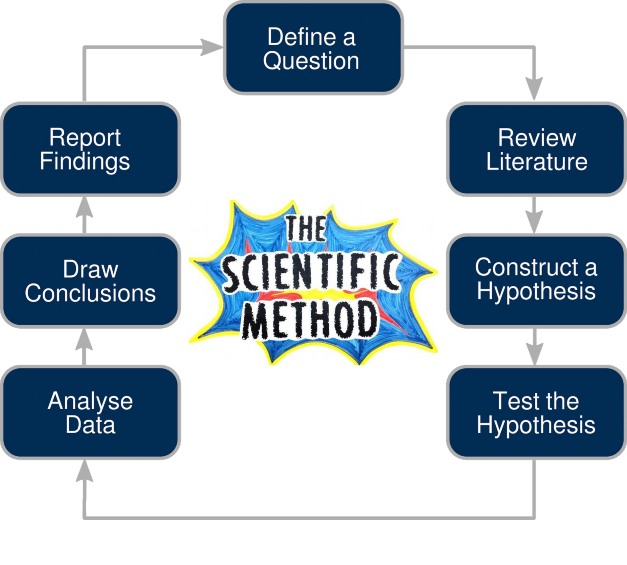 Define a
Question
Review
Literature
Construct a
Hypothesis
Test the
Hypothesis
Analyse
Data
Draw
Conclusions
Report
Findings
THE
SCIENTIFIC
METHOD